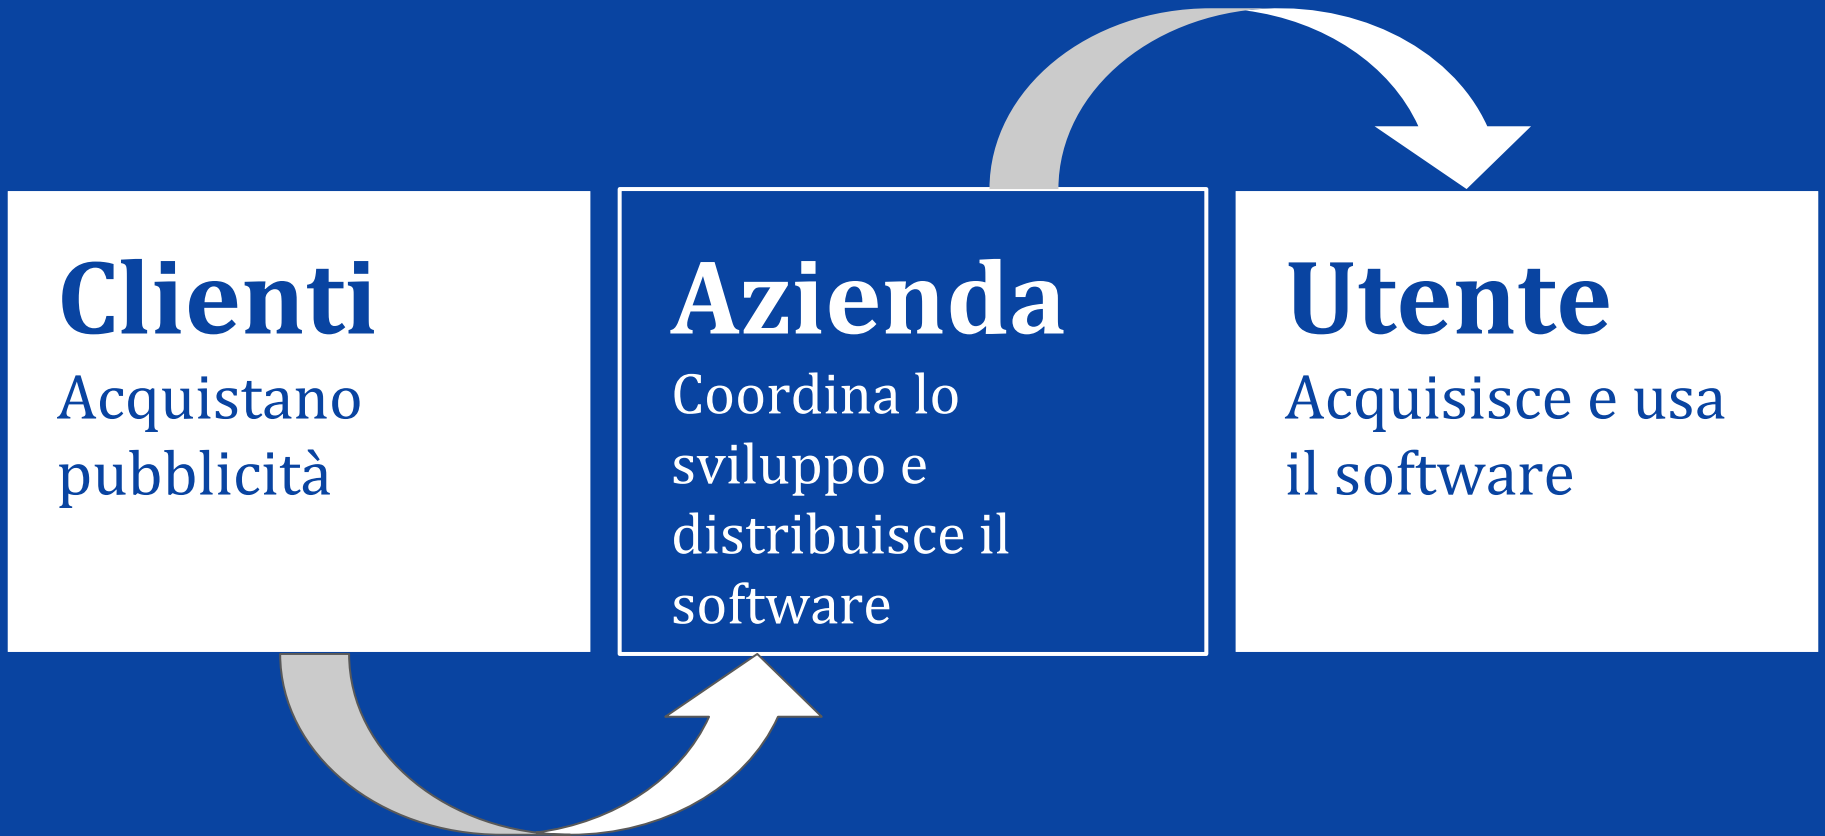 Clienti
Acquistano
pubblicità
Azienda
Coordina lo
sviluppo e
distribuisce il
software
Utente
Acquisisce e usa
il software